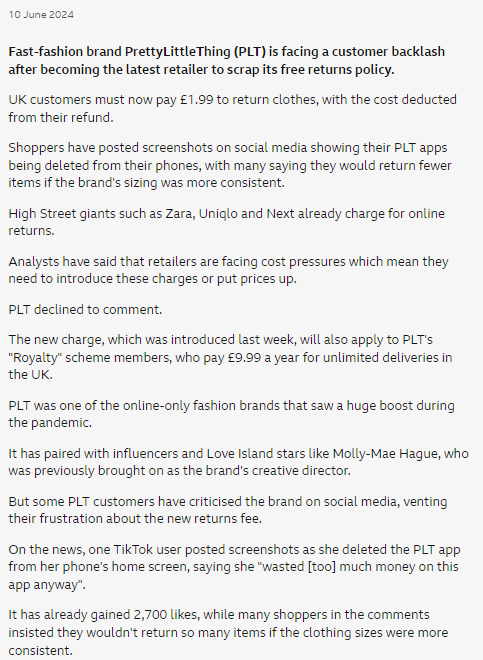 10 June 2024
Fast-fashion brand PrettyLittleThing (PLT) is facing a customer backlash
after becoming the latest retailer to scrap its free returns policy.
UK customers must now pay £1.99 to return clothes, with the cost deducted
from their refund.
Shoppers have posted screenshots on social media showing their PLT apps
being deleted from their phones, with many saying they would return fewer
items if the brand's sizing was more consistent.
High Street giants such as Zara, Uniqlo and Next already charge for online
returns.
Analysts have said that retailers are facing cost pressures which mean they
need to introduce these charges or put prices up.
PLT declined to comment.
The new charge, which was introduced last week, will also apply to PLT's
"Royalty" scheme members, who pay £9.99 a year for unlimited deliveries in
the UK.
PLT was one of the online-only fashion brands that saw a huge boost during
the pandemic.
It has paired with influencers and Love Island stars like Molly-Mae Hague, who
was previously brought on as the brand's creative director.
But some PLT customers have criticised the brand on social media, venting
their frustration about the new returns fee.
On the news, one TikTok user posted screenshots as she deleted the PLT app
from her phone's home screen, saying she "wasted [too] much money on this
app anyway".
It has already gained 2,700 likes, while many shoppers in the comments
insisted they wouldn't return so many items if the clothing sizes were more
consistent.